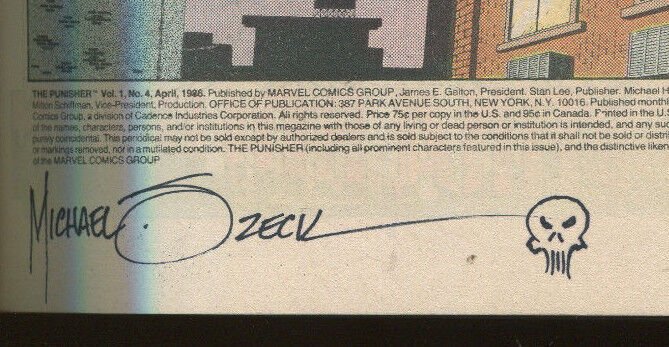 THE PUNISHER™ Vol. 1, No. 4, April, 1986. Published by MARVEL COMICS GROUP, James E. Galton, President. Stan Lee, Publisher. Michael H
Milton Schiffman, Vice-President, Production. OFFICE OF PUBLICATION: 387 PARK AVENUE SOUTH, NEW YORK, N.Y. 10016. Published month
Comics Group, a division of Cadence Industries Corporation. All rights reserved. Price 75¢ per copy in the U.S. and 95¢ in Canada. Printed in the U.S
of the names, characters, persons, and/or institutions in this magazine with those of any living or dead person or institution is intended, and any suc
purely coincidental. This periodical may not be sold except by authorized dealers and is sold subject to the conditions that it shall not be sold or distri
or markings removed, nor in a mutilated condition. THE PUNISHER (including all prominent characters featured in this issue), and the distinctive liken
of the MARVEL COMICS GROUP
MICHAEL ZECK